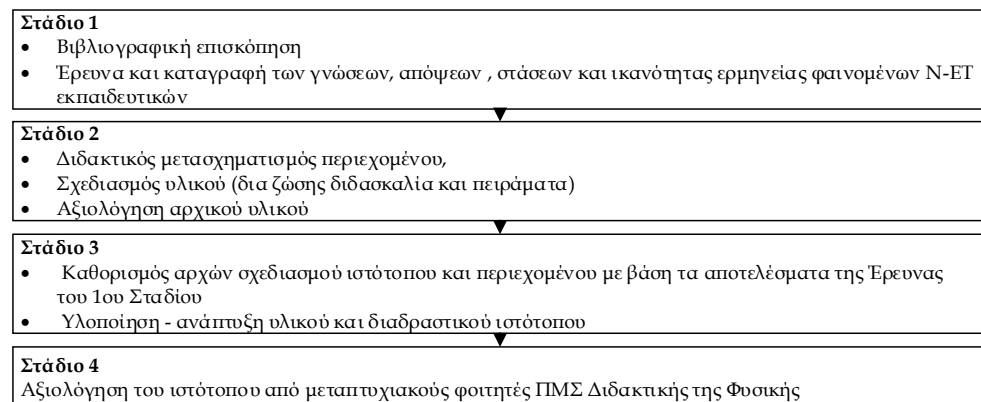 Στάδιο 1
• Βιβλιογραφική επισκόπηση
• Έρευνα και καταγραφή των γνώσεων, απόψεων , στάσεων και ικανότητας ερμηνείας φαινομένων Ν-ΕΤ
εκπαιδευτικών
Στάδιο 2
• Διδακτικός μετασχηματισμός περιεχομένου,
• Σχεδιασμός υλικού (δια ζώσης διδασκαλία και πειράματα)
• Αξιολόγηση αρχικού υλικού
Στάδιο 3
• Καθορισμός αρχών σχεδιασμού ιστότοπου και περιεχομένου με βάση τα αποτελέσματα της Έρευνας
του 1ου Σταδίου
• Υλοποίηση - ανάπτυξη υλικού και διαδραστικού ιστότοπου
Στάδιο 4
Αξιολόγηση του ιστότοπου από μεταπτυχιακούς φοιτητές ΠΜΣ Διδακτικής της Φυσικής